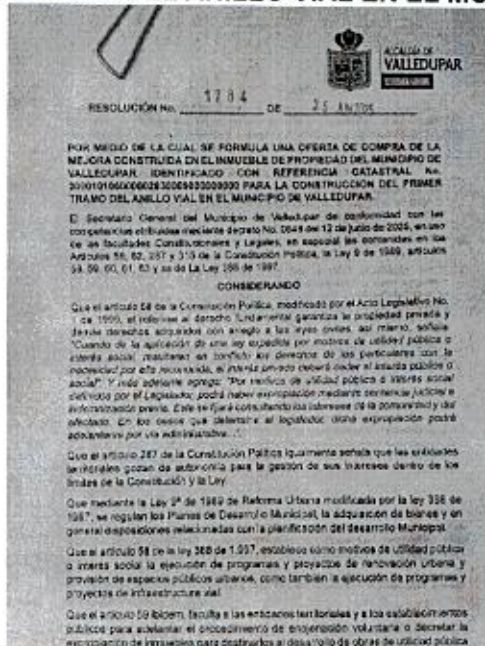 ALCALDÍA DE
VALLEDUPAR
RESOLUCIÓN No. 1784 DE 25
POR MEDIO DE LA CUAL SE FORMULA UNA OFERTA DE COMPRA DE LA
MEJORA CONSTRUIDA EN EL INMUEBLE DE PROPIEDAD DEL MUNICIPIO DE
VALLEDUPAR, IDENTIFICADO CON REFERENCIA CATASTRAL No.
PARA LA CONSTRUCCIÓN DEL PRIMER
TRAMO DEL ANILLO VIAL EN EL MUNICIPIO DE VALLEDUPAR.
El Secretario General del Municipio de Valledupar de conformidad con las
competencias atribuidas mediante decreto No. 0648 del 12 de junio de 2025, en uso
de las facultades Constitucionales y Legales, en especial las contenidas en los
Artículos 58, 82, 287 y 315 de la Constitución Política, la Ley 9 de 1989, artículos
58, 59, 60, 61, 63 y ss de La Ley 388 de 1997.
CONSIDERANDO
Que el artículo 58 de la Constitución Política, modificado por el Acto Legislativo No.
de 1999, al referirse al derecho fundamental garantiza la propiedad privada y
demás derechos adquiridos con arreglo a las leyes civiles, así mismo, señala:
"Cuando de la aplicación de una ley expedida por motivos de utilidad pública o
interés social, resultaren en conflicto los derechos de los particulares con la
necesidad por ella reconocida, el interés privado deberá ceder al interés público o
social". Y más adelante agrega: "Por motivos de utilidad pública o interés social
definidos por el Legislador, podrá haber expropiación mediante sentencia judicial e
indemnización previa. Este se fijará consultando los intereses de la comunidad y del
afectado. En los casos que determine el legislador, dicha expropiación podrá
adelantarse por vía administrativa...".
Que el artículo 287 de la Constitución Política igualmente señala que las entidades
territoriales gozan de autonomía para la gestión de sus intereses dentro de los
límites de la Constitución y la Ley.
Que mediante la Ley 9ª de 1989 de Reforma Urbana modificada por la ley 388 de
1997, se regulan los Planes de Desarrollo Municipal, la adquisición de bienes y en
general disposiciones relacionadas con la planificación del desarrollo Municipal.
Que el artículo 58 de la ley 388 de 1.997, establece como motivos de utilidad pública
o interés social la ejecución de programas y proyectos de renovación urbana y
provisión de espacios públicos urbanos, como también la ejecución de programas y
proyectos de infraestructura vial.
Que el artículo 59 ibidem, faculta a las entidades territoriales y a los establecimientos
públicos para adelantar el procedimiento de enajenación voluntaria o decretar la
expropiación de inmuebles para destinarlos al desarrollo de obras de utilidad pública